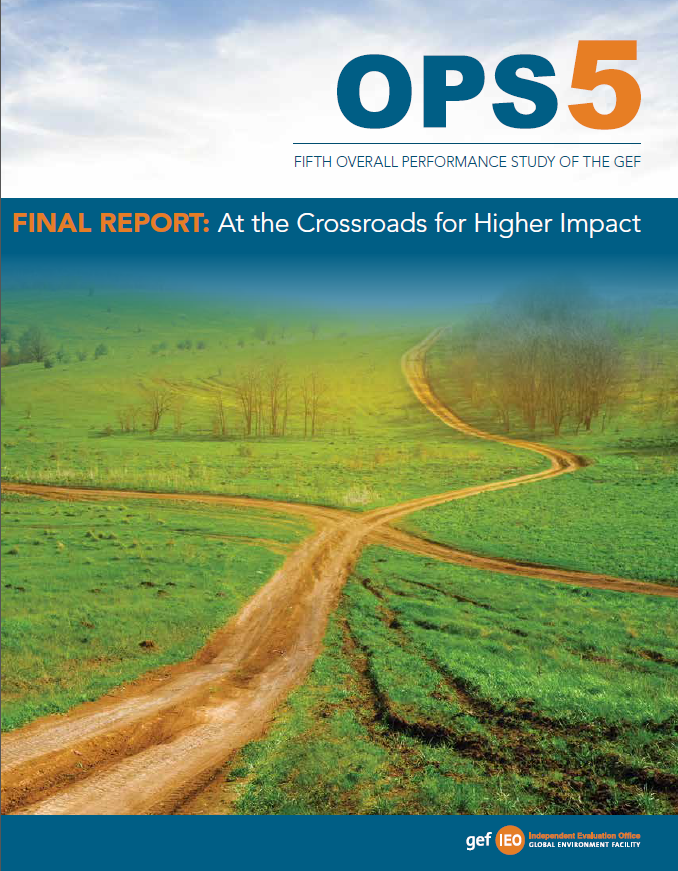 OPS5
FIFTH OVERALL PERFORMANCE STUDY OF THE GEF
FINAL REPORT: At the Crossroads for Higher Impact
gef IEO Independent Evaluation Office
GLOBAL ENVIRONMENT FACILITY